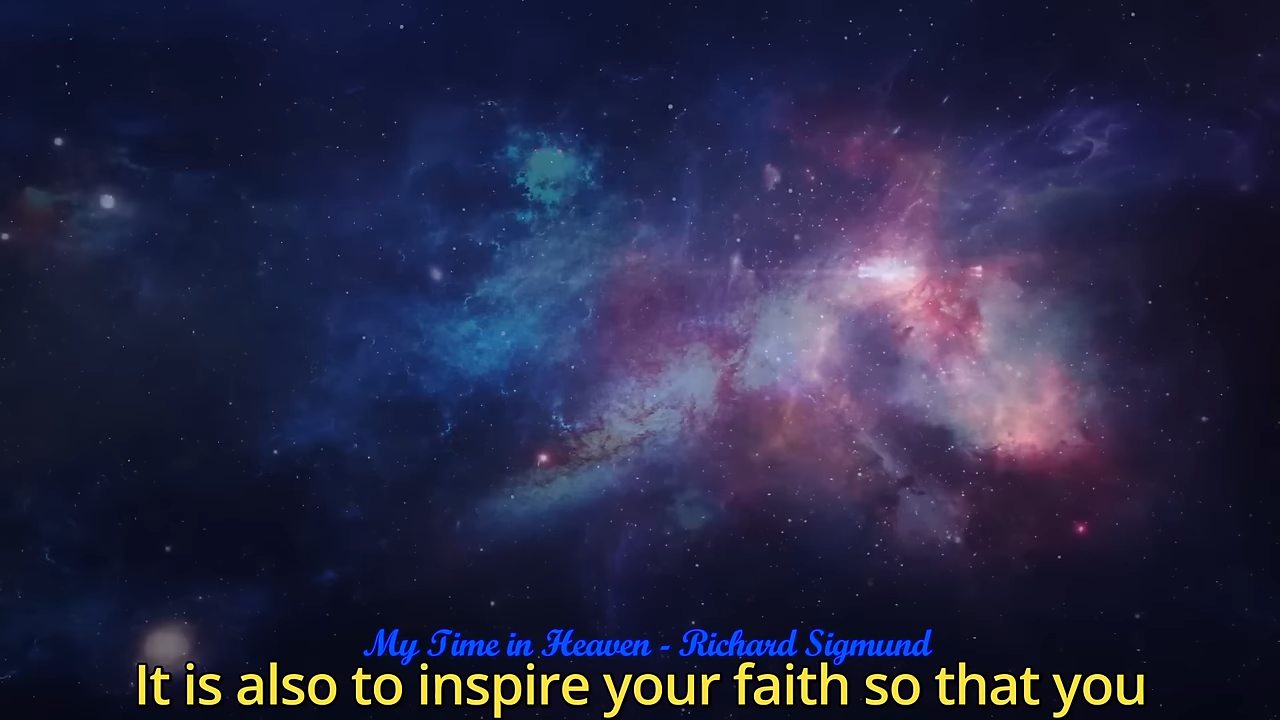 My Time in Heaven - Richard Sigmund
It is also to inspire your faith so that you